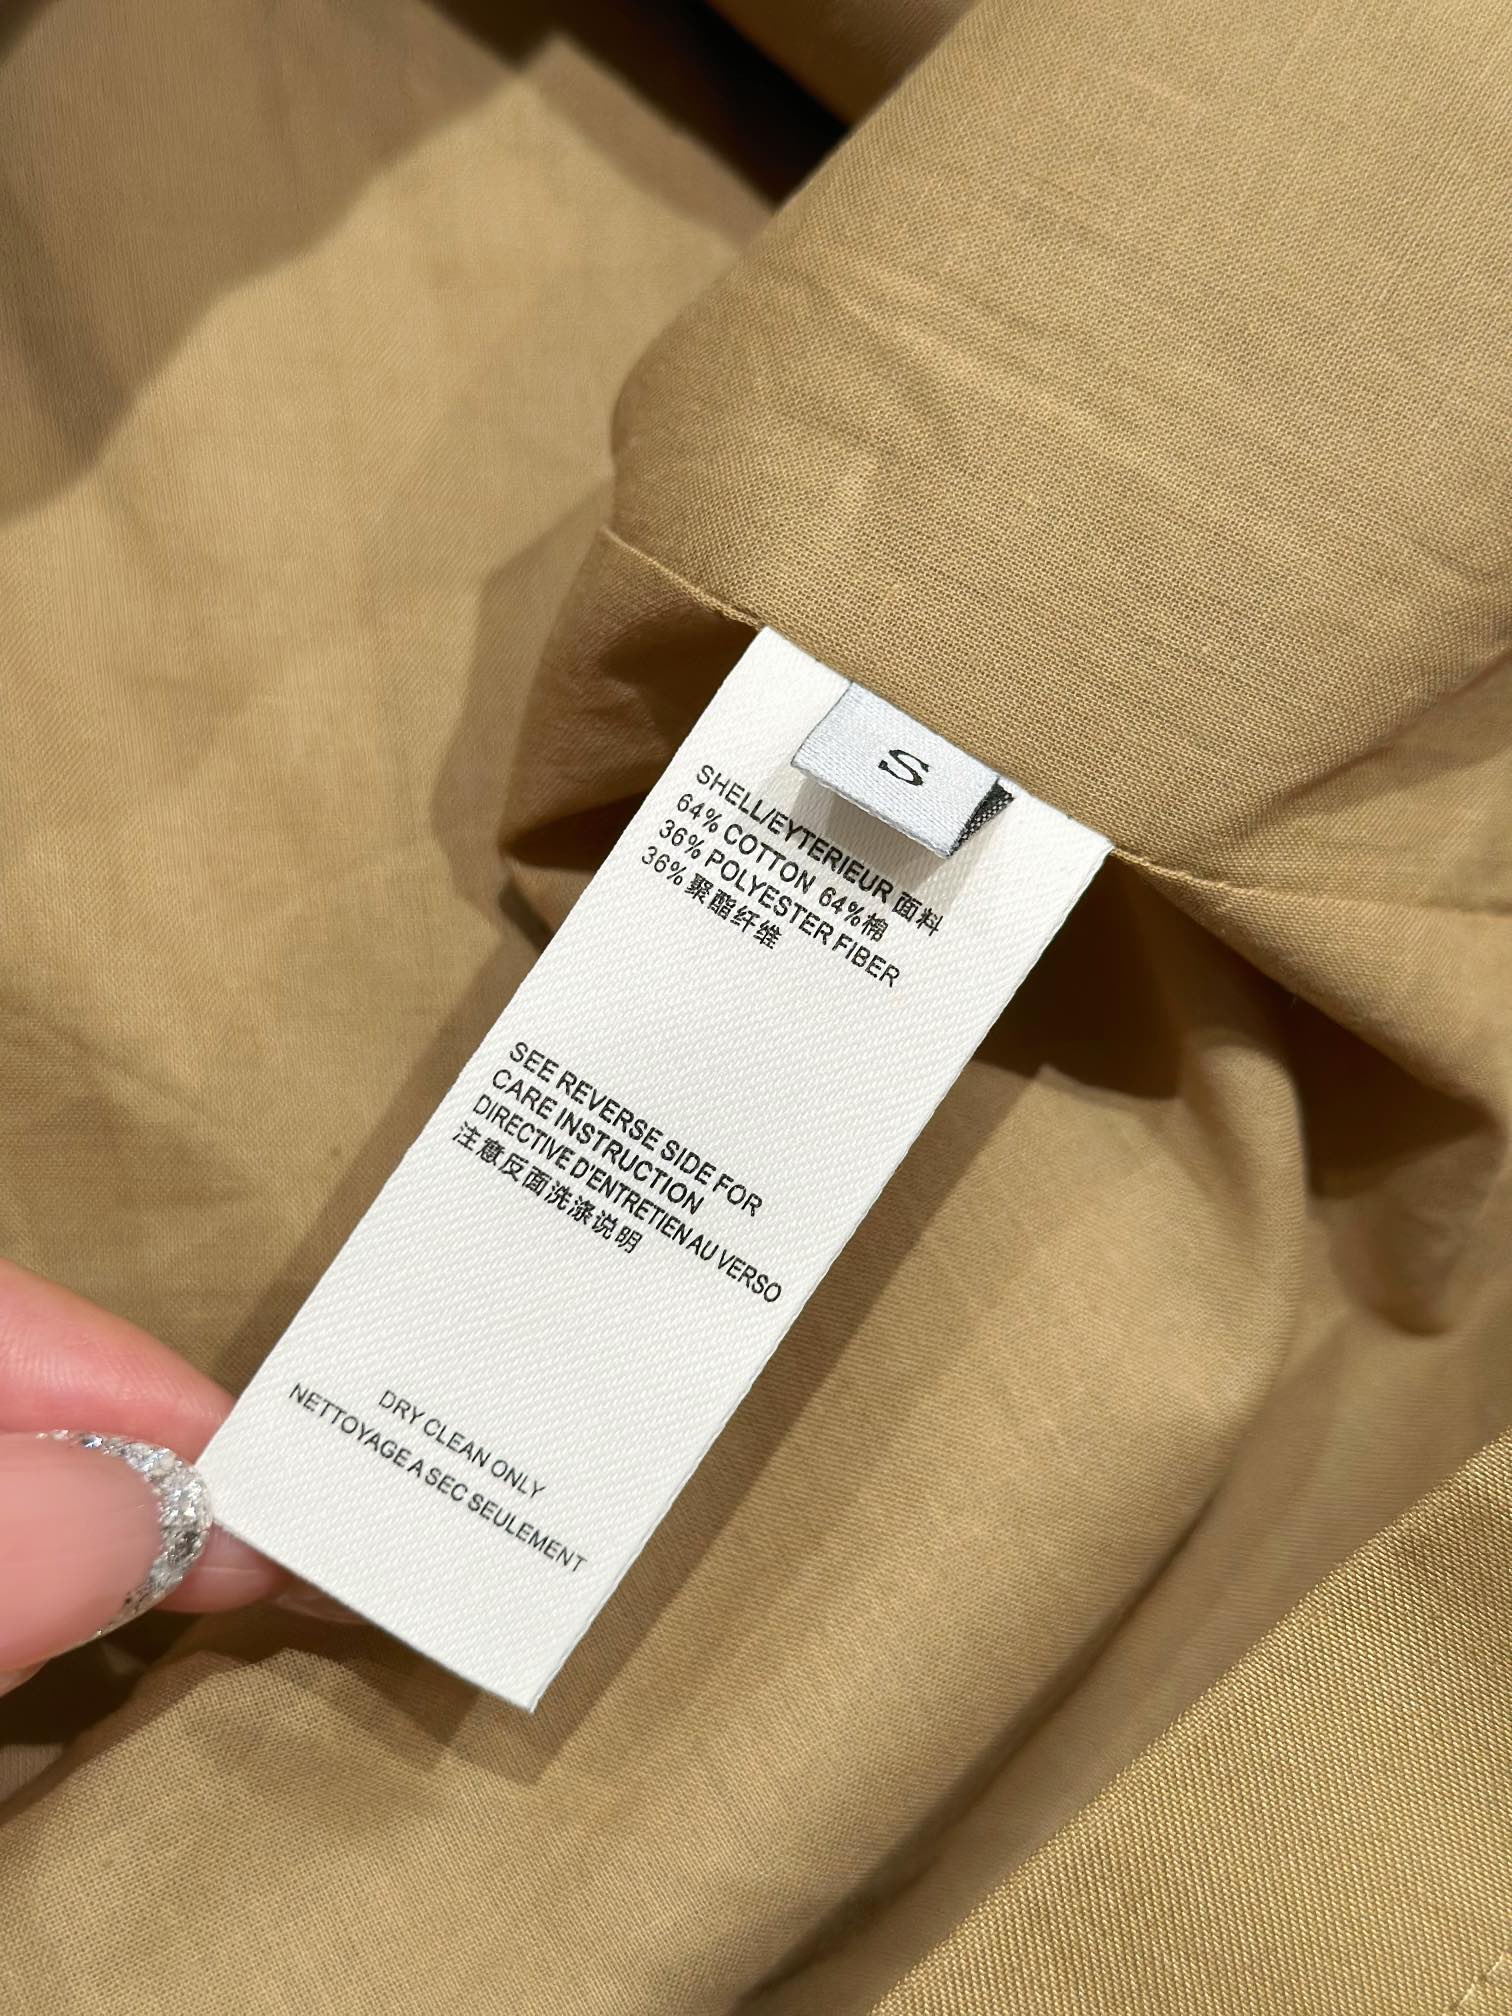 S
SHELL/EYTERIEUR 面料
64% COTTON 64%棉
36% POLYESTER FIBER
36% 聚酯纤维
SEE REVERSE SIDE FOR
CARE INSTRUCTION
DIRECTIVE D'ENTRETIEN AU VERSO
注意反面洗涤说明
DRY CLEAN ONLY
NETTOYAGE A SEC SEULEMENT